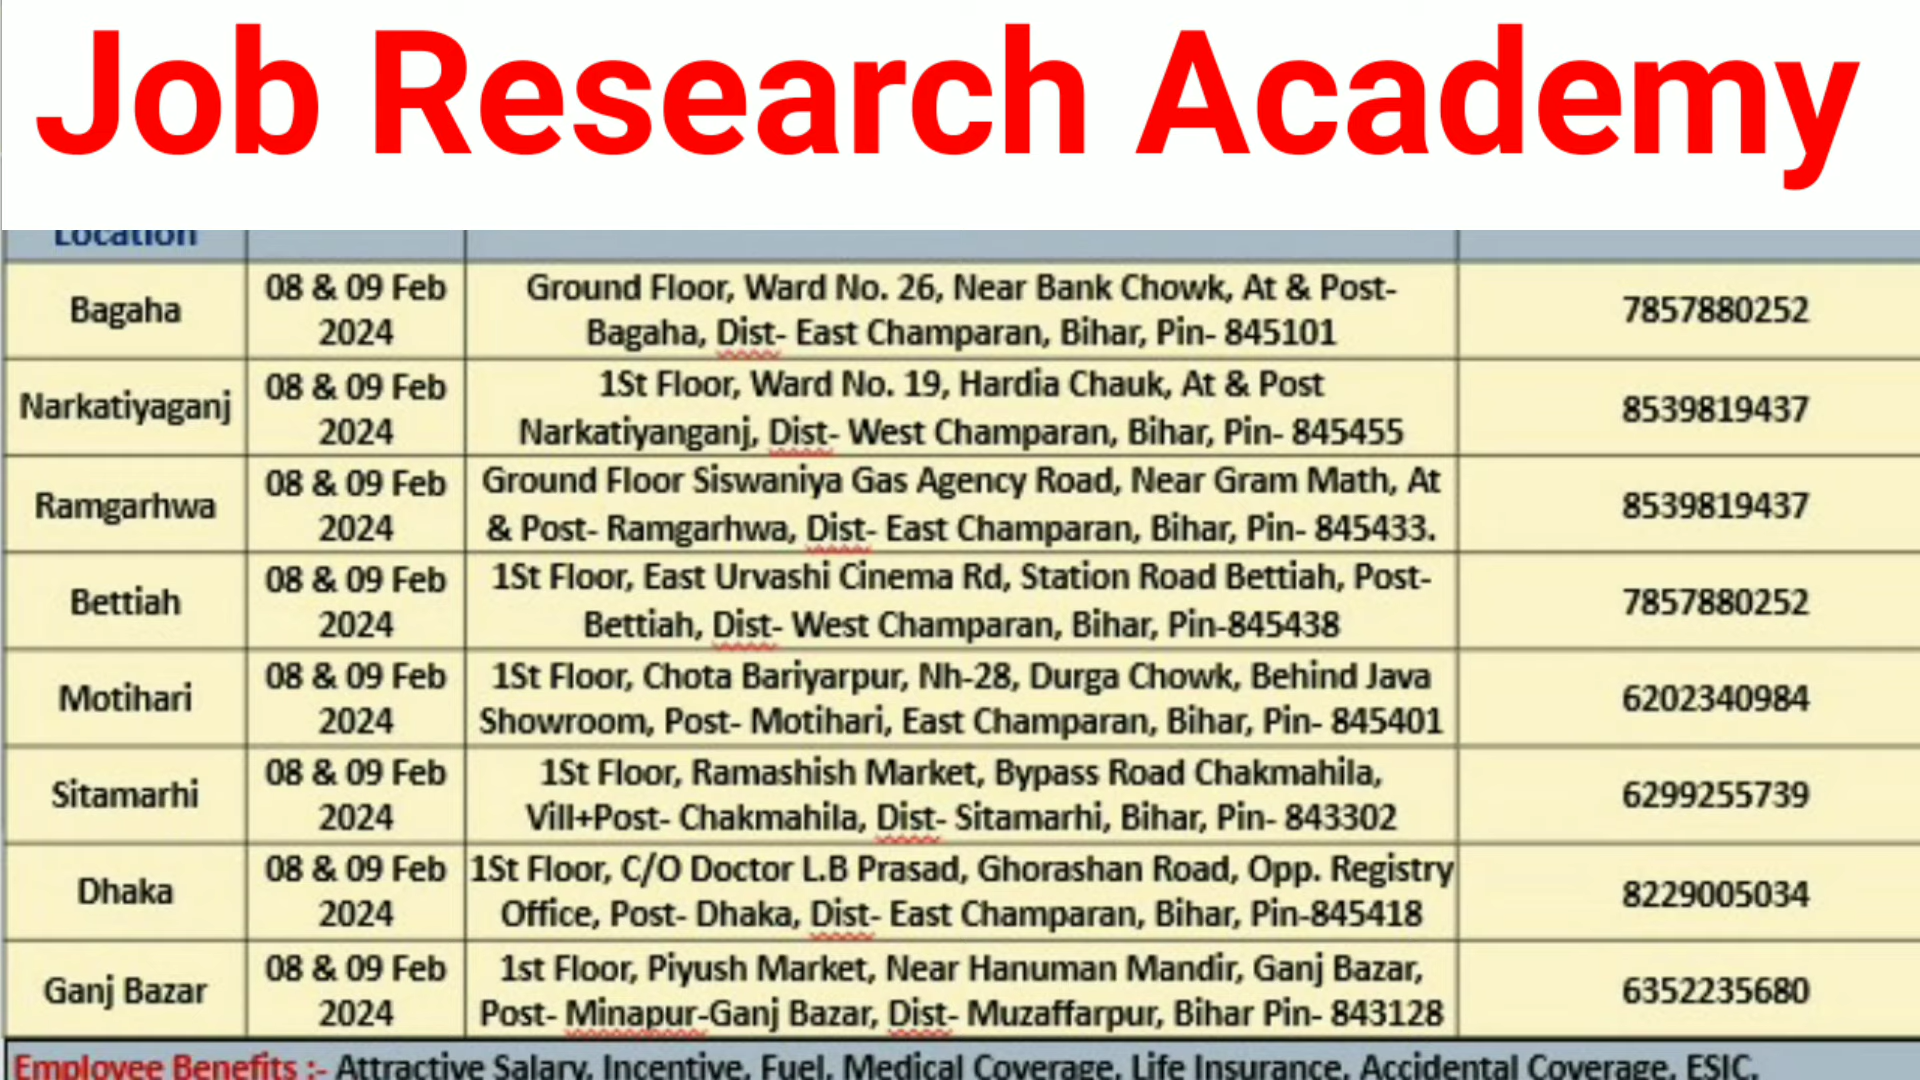 Job Research Academy
Location
Bagaha
08 & 09 Feb
2024
Ground Floor, Ward No. 26, Near Bank Chowk, At & Post-
Bagaha, Dist- East Champaran, Bihar, Pin- 845101
7857880252
Narkatiyaganj
08 & 09 Feb
2024
1St Floor, Ward No. 19, Hardia Chauk, At & Post
Narkatiyanganj, Dist- West Champaran, Bihar, Pin- 845455
8539819437
Ramgarhwa
08 & 09 Feb
2024
Ground Floor Siswaniya Gas Agency Road, Near Gram Math, At
& Post- Ramgarhwa, Dist- East Champaran, Bihar, Pin- 845433.
8539819437
Bettiah
08 & 09 Feb
2024
1St Floor, East Urvashi Cinema Rd, Station Road Bettiah, Post-
Bettiah, Dist- West Champaran, Bihar, Pin-845438
7857880252
Motihari
08 & 09 Feb
2024
1St Floor, Chota Bariyarpur, Nh-28, Durga Chowk, Behind Java
Showroom, Post- Motihari, East Champaran, Bihar, Pin- 845401
6202340984
Sitamarhi
08 & 09 Feb
2024
1St Floor, Ramashish Market, Bypass Road Chakmahila,
Vill+Post- Chakmahila, Dist- Sitamarhi, Bihar, Pin- 843302
6299255739
Dhaka
08 & 09 Feb
2024
1St Floor, C/O Doctor L.B Prasad, Ghorashan Road, Opp. Registry
Office, Post- Dhaka, Dist- East Champaran, Bihar, Pin-845418
8229005034
Ganj Bazar
08 & 09 Feb
2024
1st Floor, Piyush Market, Near Hanuman Mandir, Ganj Bazar,
Post- Minapur-Ganj Bazar, Dist- Muzaffarpur, Bihar Pin- 843128
6352235680
Employee Benefits :- Attractive Salary, Incentive, Fuel, Medical Coverage, Life Insurance, Accidental Coverage, ESIC,